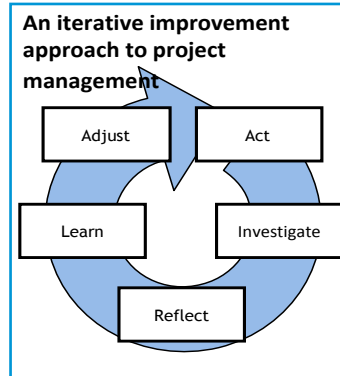 An iterative improvement
approach to project
management
Adjust
Act
Learn
Investigate
Reflect